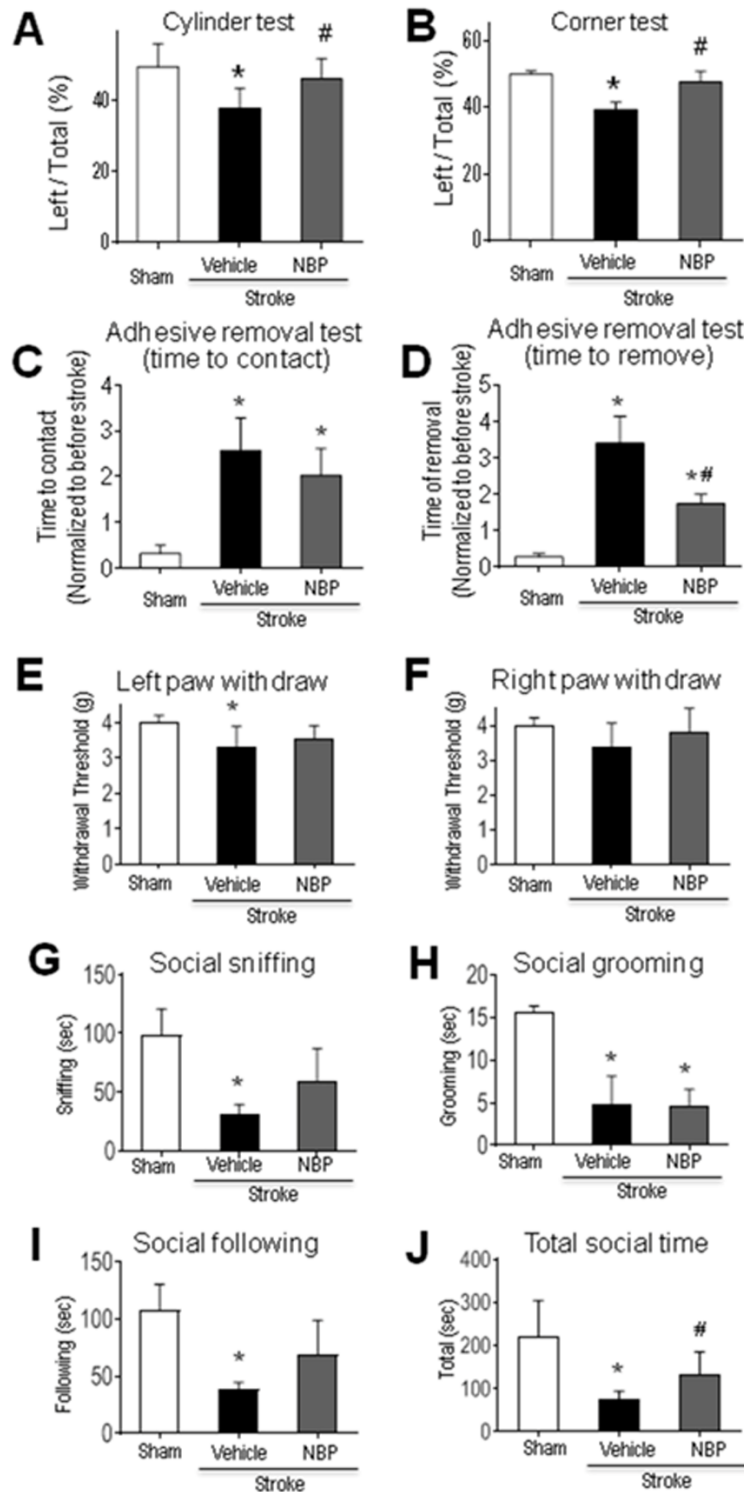 A
Cylinder test
Left / Total (%)
40
20
0
*
#
Sham
Vehicle
NBP
Stroke
B
Corner test
Left / Total (%)
60
40
20
0
*
#
Sham
Vehicle
NBP
Stroke
C
Adhesive removal test
(time to contact)
Time to contact
(Normalized to before stroke)
4
3
2
1
0
*
*
Sham
Vehicle
NBP
Stroke
D
Adhesive removal test
(time to remove)
Time of removal
(Normalized to before stroke)
5
4
3
2
1
0
*
*#
Sham
Vehicle
NBP
Stroke
E
Left paw with draw
Withdrawal Threshold (g)
4
3
2
1
0
*
Sham
Vehicle
NBP
Stroke
F
Right paw with draw
Withdrawal Threshold (g)
4
3
2
1
0
Sham
Vehicle
NBP
Stroke
G
Social sniffing
Sniffing (sec)
150
100
50
0
*
Sham
Vehicle
NBP
Stroke
H
Social grooming
Grooming (sec)
20
15
10
5
0
*
*
Sham
Vehicle
NBP
Stroke
I
Social following
Following (sec)
150
100
50
0
*
Sham
Vehicle
NBP
Stroke
J
Total social time
Total (sec)
400
300
200
100
0
*
#
Sham
Vehicle
NBP
Stroke